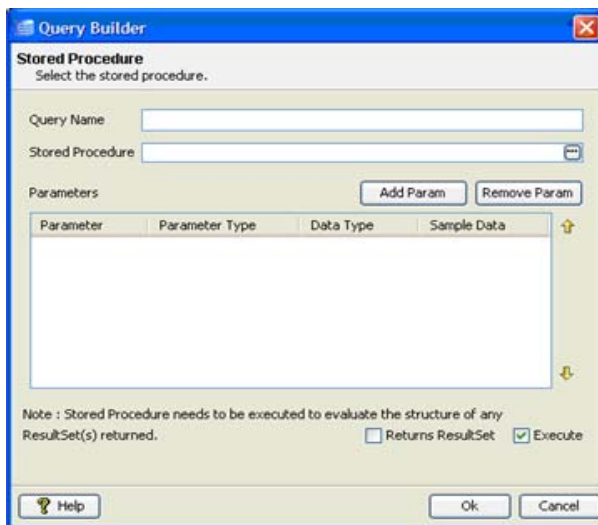 Query Builder
Stored Procedure
Select the stored procedure.
Query Name
Stored Procedure
Parameters
Add Param
Remove Param
Parameter
Parameter Type
Data Type
Sample Data
Note : Stored Procedure needs to be executed to evaluate the structure of any
ResultSet(s) returned.
Returns ResultSet
Execute
Help
Ok
Cancel